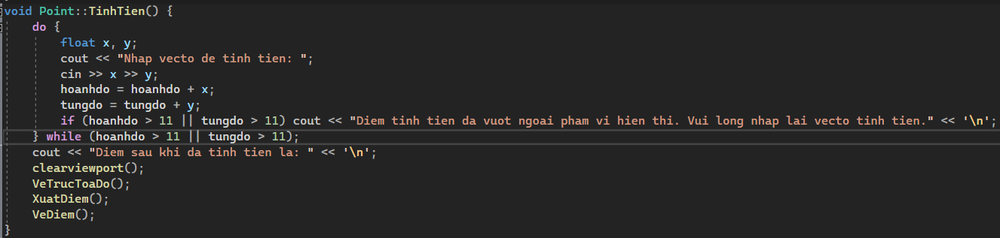 void Point::TinhTien() {
    do {
        float x, y;
        cout << "Nhap vecto de tinh tien: ";
        cin >> x >> y;
        hoanhdo = hoanhdo + x;
        tungdo = tungdo + y;
        if (hoanhdo > 11 || tungdo > 11) cout << "Diem tinh tien da vuot ngoai pham vi hien thi. Vui long nhap lai vecto tinh tien." << '\n';
    } while (hoanhdo > 11 || tungdo > 11);
    cout << "Diem sau khi da tinh tien la: " << '\n';
    clearviewport();
    VeTrucToaDo();
    XuatDiem();
    VeDiem();
}